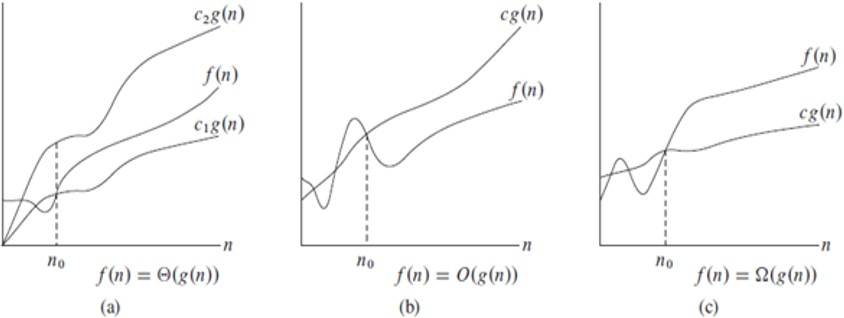 c₂g(n)
f(n)
c₁g(n)
n
n₀
f(n) = Θ(g(n))
(a)
cg(n)
f(n)
n
n₀
f(n) = O(g(n))
(b)
f(n)
cg(n)
n
n₀
f(n) = Ω(g(n))
(c)